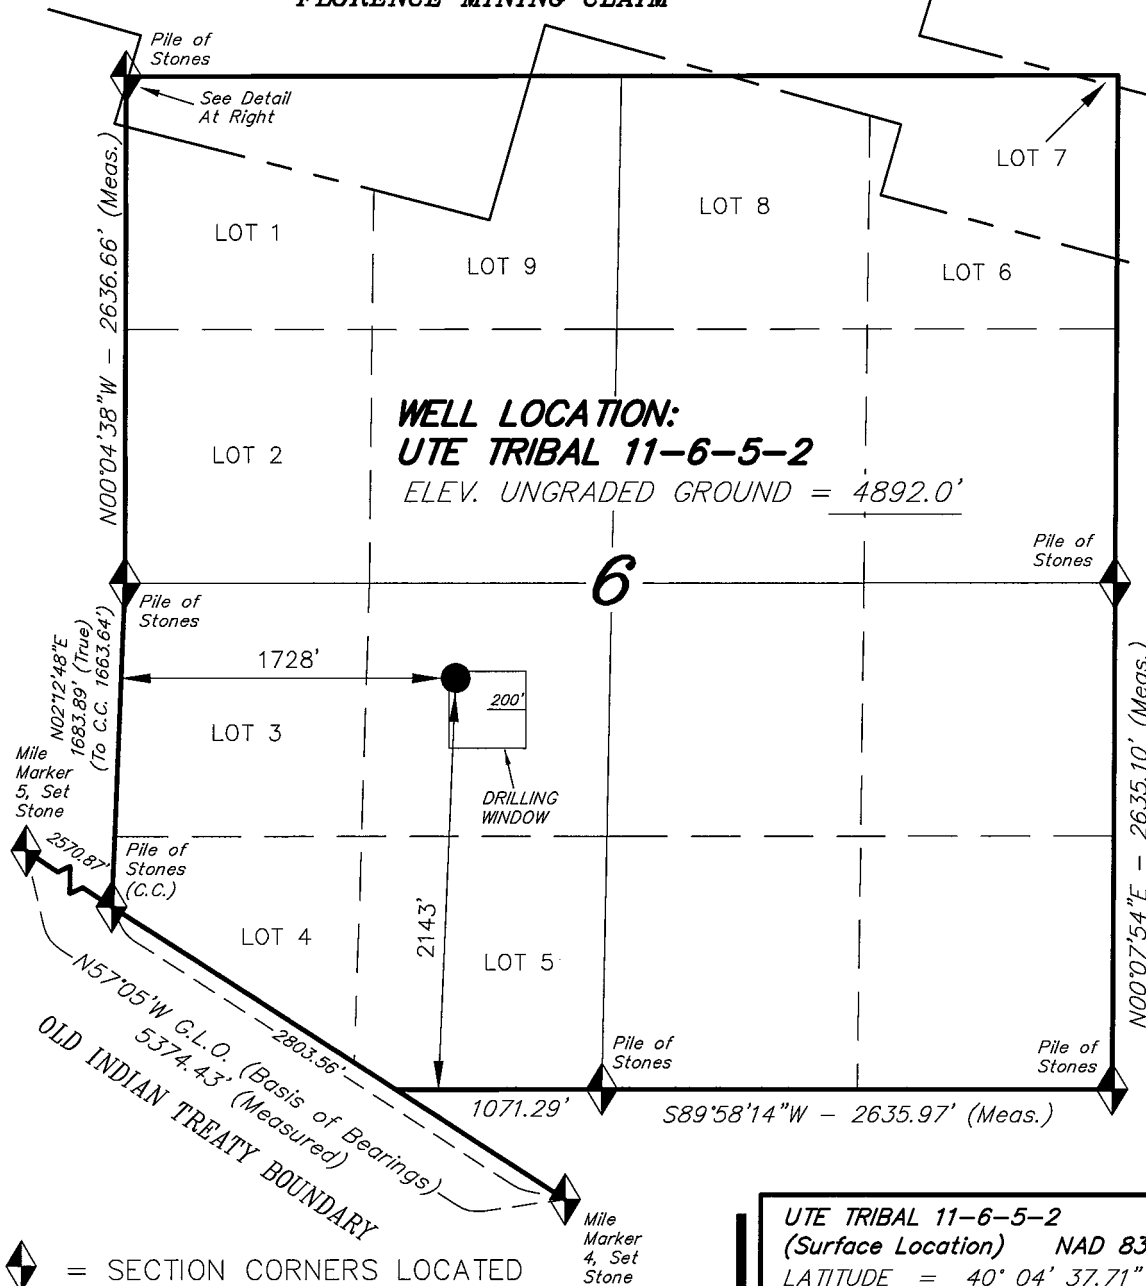 FLORENCE MINING CLAIM
Pile of
Stones
See Detail
At Right
LOT 7
LOT 1
LOT 8
LOT 9
LOT 6
N00°04'38"W - 2636.66' (Meas.)
WELL LOCATION:
UTE TRIBAL 11-6-5-2
ELEV. UNGRADED GROUND = 4892.0'
LOT 2
Pile of
Stones
6
Pile of
Stones
N02°12'48"E
1683.89' (True)
(To C.C. 1663.64')
1728'
200'
LOT 3
DRILLING
WINDOW
Mile
Marker
5, Set
Stone
2570.87'
Pile of
Stones
(C.C.)
2143'
LOT 4
LOT 5
N00°07'54"E - 2635.10' (Meas.)
N57°05'W G.L.O. (Basis of Bearings)
5374.43' (Measured)
2803.56'
OLD INDIAN TREATY BOUNDARY
Pile of
Stones
Pile of
Stones
1071.29'
S89°58'14"W - 2635.97' (Meas.)
Mile
Marker
4, Set
Stone
= SECTION CORNERS LOCATED
UTE TRIBAL 11-6-5-2
(Surface Location) NAD 83
LATITUDE = 40° 04' 37.71"